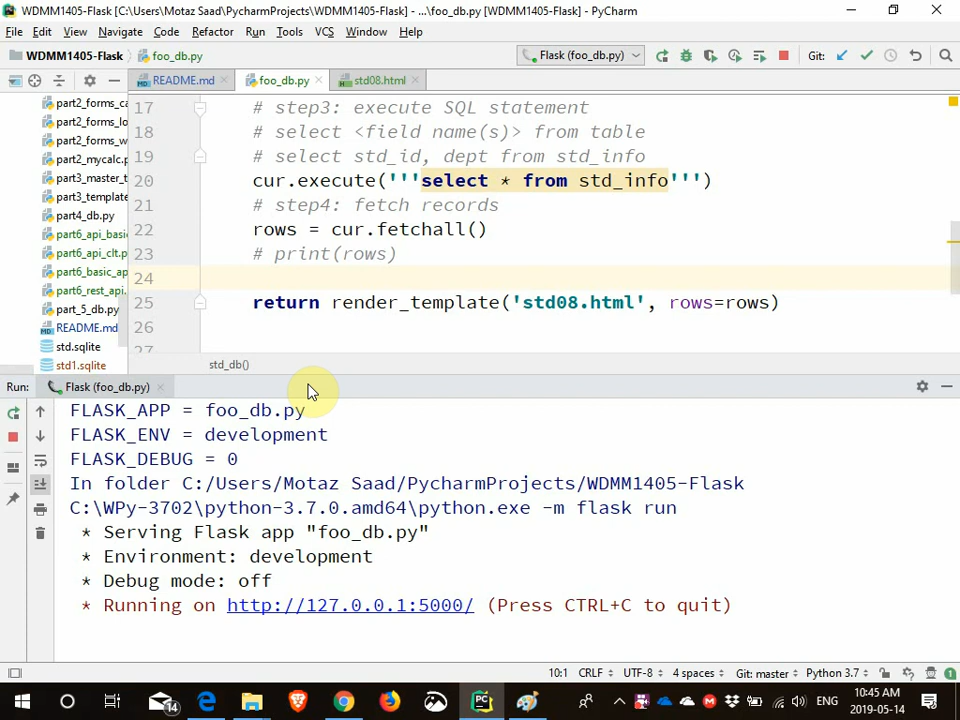 WDMM1405-Flask [C:\Users\Motaz Saad\PycharmProjects\WDMM1405-Flask] - ...\foo_db.py [WDMM1405-Flask] - PyCharm
File Edit View Navigate Code Refactor Run Tools VCS Window Help
WDMM1405-Flask foo_db.py Flask (foo_db.py) Git:
README.md foo_db.py std08.html
part2_forms_ca
part2_forms_lo
part2_forms_w
part2_mycalc.p
part3_master_t
part3_template
part4_db.py
part6_api_basi
part6_api_clt.p
part6_basic_ap
part6_rest_api.
part_5_db.py
README.md
std.sqlite
std1.sqlite
17 # step3: execute SQL statement
18 # select <field name(s)> from table
19 # select std_id, dept from std_info
20 cur.execute('''select * from std_info''')
21 # step4: fetch records
22 rows = cur.fetchall()
23 # print(rows)
24
25 return render_template('std08.html', rows=rows)
26
27
std_db()
Run: Flask (foo_db.py)
FLASK_APP = foo_db.py
FLASK_ENV = development
FLASK_DEBUG = 0
In folder C:/Users/Motaz Saad/PycharmProjects/WDMM1405-Flask
C:\WPy-3702\python-3.7.0.amd64\python.exe -m flask run
* Serving Flask app "foo_db.py"
* Environment: development
* Debug mode: off
* Running on http://127.0.0.1:5000/ (Press CTRL+C to quit)
10:1 CRLF UTF-8 4 spaces Git: master Python 3.7 1
14 ENG 10:45 AM
2019-05-14